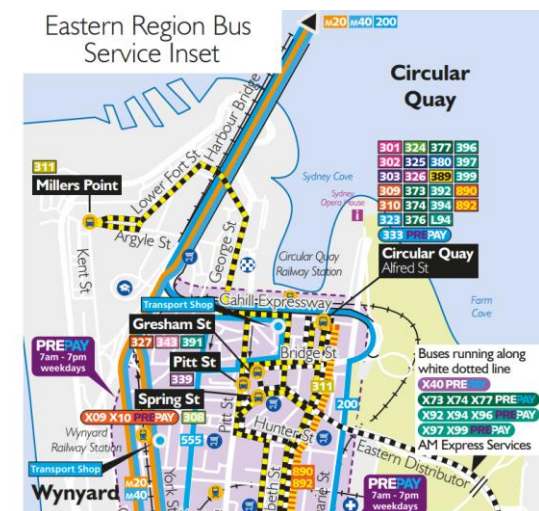 Eastern Region Bus
Service Inset
M20 M40 200
Circular
Quay
301 324 377 396
302 325 380 397
303 326 389 399
309 373 392 890
310 374 394 892
323 376 L94
333 PREPAY
311
Millers Point
Lower Fort St
Harbour Bridge
Argyle St
Kent St
George St
Sydney Cove
Sydney
Opera House
i
Circular Quay
Railway Station
Circular Quay
Alfred St
Farm
Cove
Transport Shop
Cahill Expressway
Gresham St
327 343 391
Bridge St
PREPAY
7am - 7pm
weekdays
Pitt St
339
311
Buses running along
white dotted line
X40 PREPAY
X73 X74 X77 PREPAY
X92 X94 X96 PREPAY
X97 X99 PREPAY
AM Express Services
Spring St
X09 X10 PREPAY 308
Pitt St
Hunter St
200
Wynyard
Railway Station
555
Eastern Distributor
Transport Shop
Wynyard
M20
M40
York St
890
892
PREPAY
7am - 7pm
weekdays